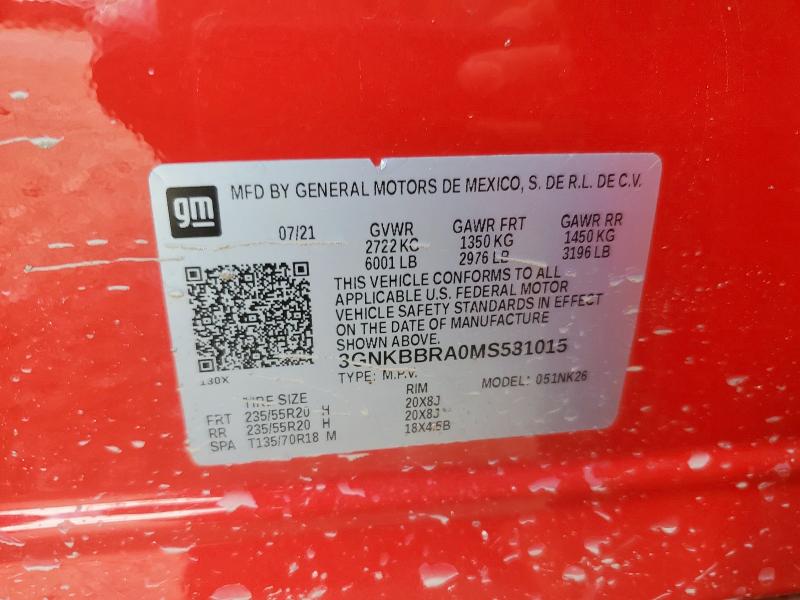 gm
MFD BY GENERAL MOTORS DE MEXICO, S. DE R.L. DE C.V.
07/21 GVWR GAWR FRT GAWR RR
2722 KG 1350 KG 1450 KG
6001 LB 2976 LB 3196 LB
THIS VEHICLE CONFORMS TO ALL
APPLICABLE U.S. FEDERAL MOTOR
VEHICLE SAFETY STANDARDS IN EFFECT
ON THE DATE OF MANUFACTURE
SHOWN ABOVE.
3GNKBBRA0MS531015
130X TYPE: M.P.V. MODEL: 051NK26
TIRE SIZE RIM
FRT 235/55R20 H 20X8J
RR 235/55R20 H 20X8J
SPA T135/70R18 M 18X4.5B